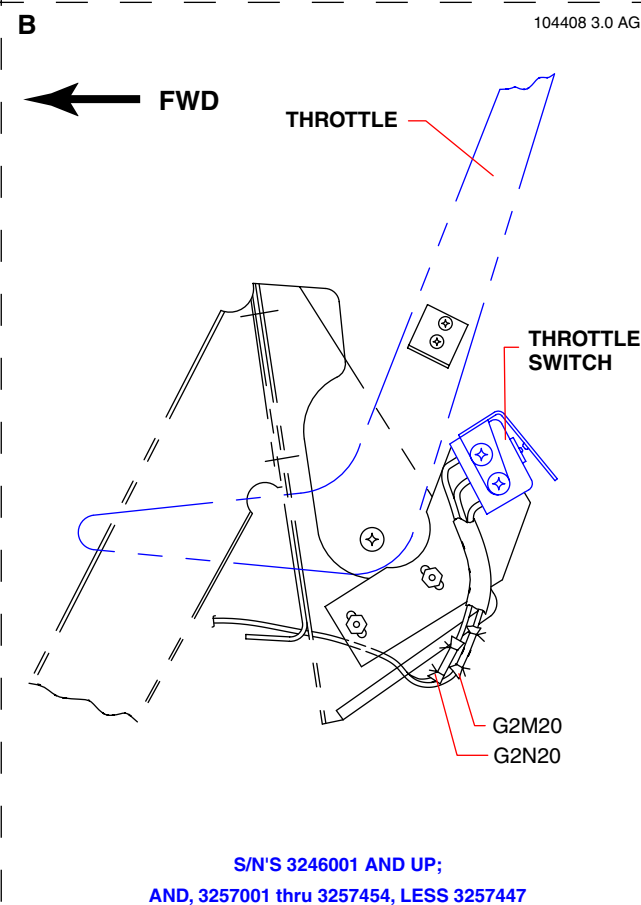 B
104408 3.0 AG
FWD
THROTTLE
THROTTLE
SWITCH
G2M20
G2N20
S/N'S 3246001 AND UP;
AND, 3257001 thru 3257454, LESS 3257447